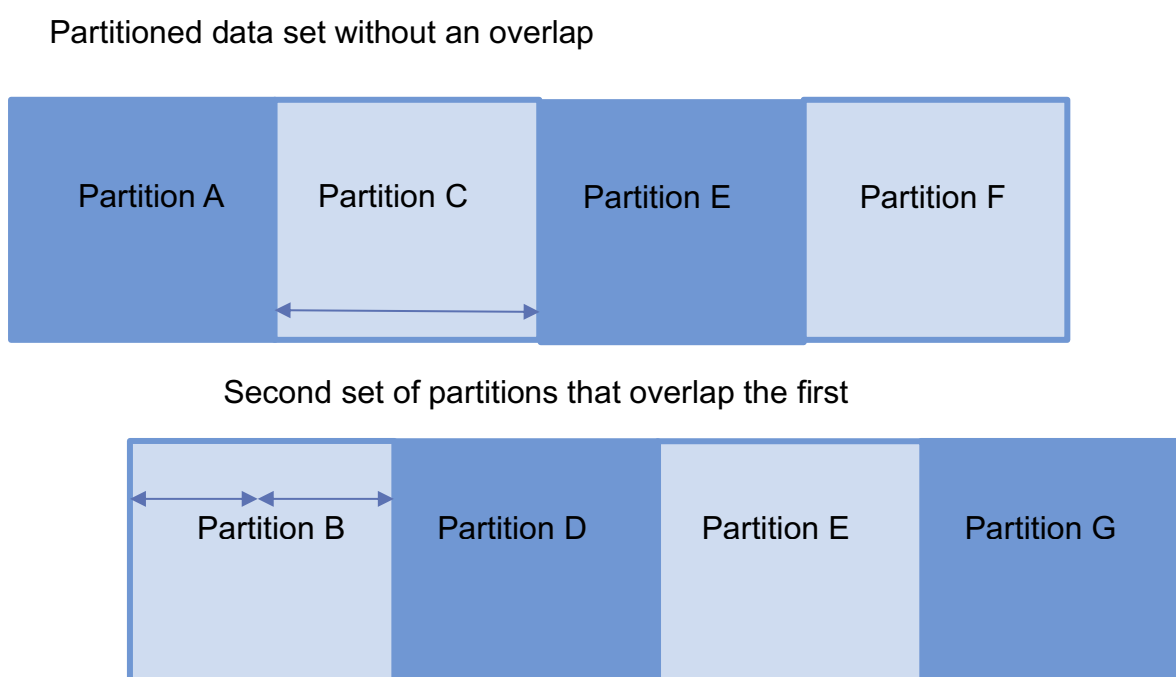 Partitioned data set without an overlap
Partition A
Partition C
Partition E
Partition F
Second set of partitions that overlap the first
Partition B
Partition D
Partition E
Partition G